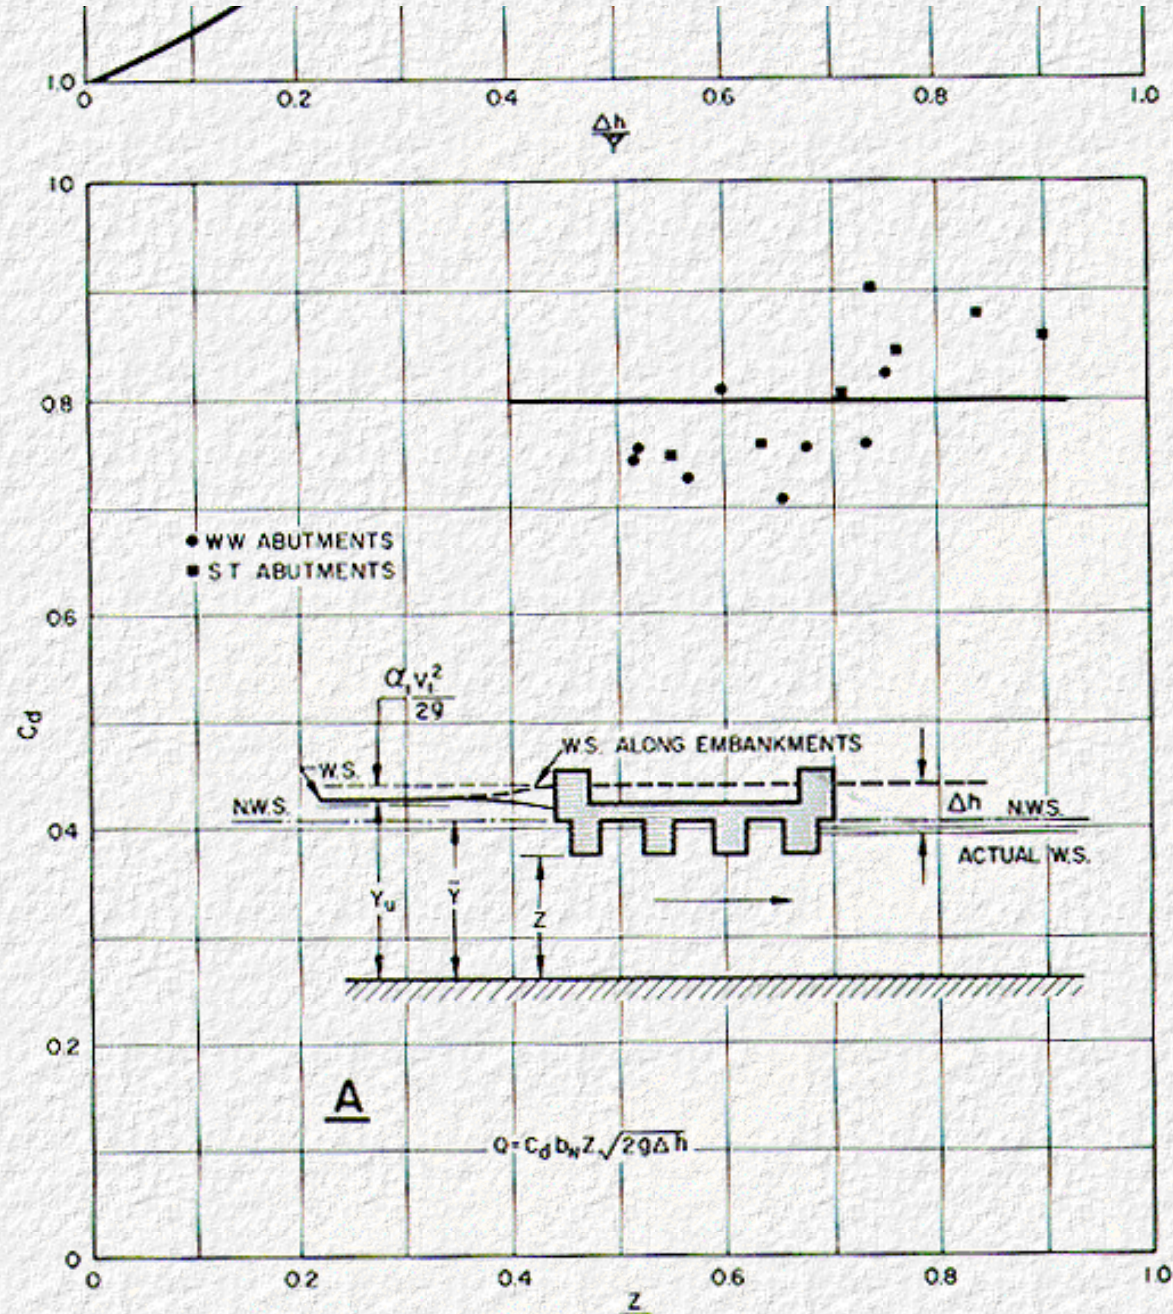 1.0
0 0.2 0.4 0.6 0.8 1.0
Δh
Y
1.0
0.8
WW ABUTMENTS
ST ABUTMENTS
0.6
α₁V₁²
2g
Cd
W.S. ALONG EMBANKMENTS
W.S.
N.W.S.
Δh N.W.S.
0.4
ACTUAL W.S.
Yu Ȳ Z
0.2
A
Q=Cd bN Z √2gΔh
0
0 0.2 0.4 0.6 0.8 1.0
Z